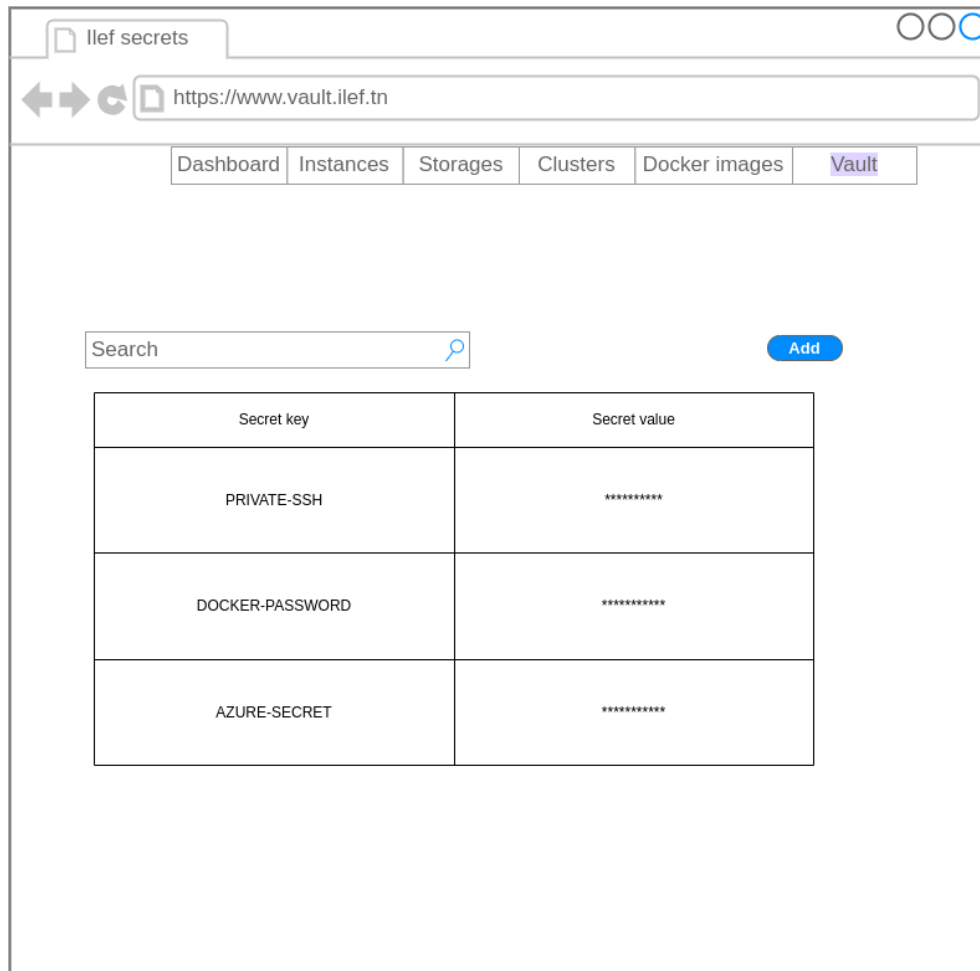 Ilef secrets
https://www.vault.ilef.tn
Dashboard Instances Storages Clusters Docker images Vault
Search Add
Secret key Secret value
PRIVATE-SSH **********
DOCKER-PASSWORD ***********
AZURE-SECRET ***********